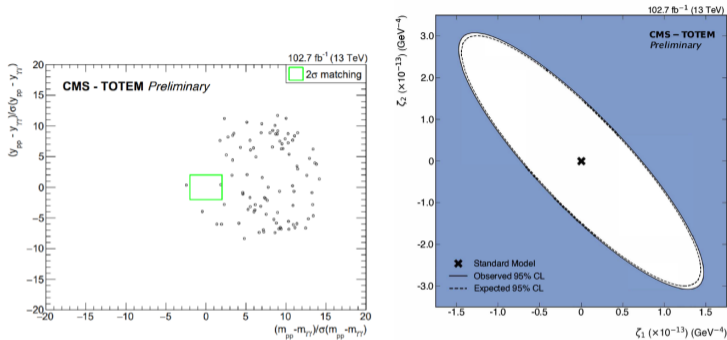 102.7 fb⁻¹ (13 TeV)
CMS - TOTEM Preliminary
2σ matching
(y_pp - y_γγ)/σ(y_pp - y_γγ)
20
15
10
5
0
−5
−10
−15
−20
−20 −15 −10 −5 0 5 10 15 20
(m_pp-m_γγ)/σ(m_pp-m_γγ)
102.7 fb⁻¹ (13 TeV)
CMS − TOTEM
Preliminary
ζ₂ (×10⁻¹³) (GeV⁻⁴)
3.0
2.0
1.0
0
-1.0
-2.0
-3.0
Standard Model
Observed 95% CL
Expected 95% CL
-1.5 -1.0 -0.5 0 0.5 1.0 1.5
ζ₁ (×10⁻¹³) (GeV⁻⁴)